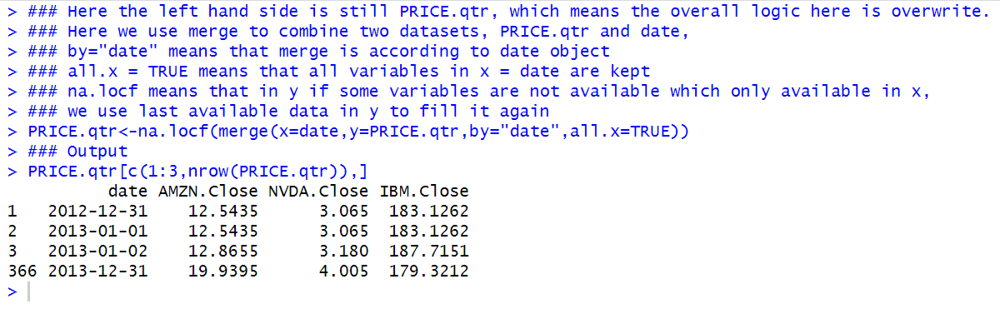 > ### Here the left hand side is still PRICE.qtr, which means the overall logic here is overwrite.
> ### Here we use merge to combine two datasets, PRICE.qtr and date,
> ### by="date" means that merge is according to date object
> ### all.x = TRUE means that all variables in x = date are kept
> ### na.locf means that in y if some variables are not available which only available in x,
> ### we use last available data in y to fill it again
> PRICE.qtr<-na.locf(merge(x=date,y=PRICE.qtr,by="date",all.x=TRUE))
> ### Output
> PRICE.qtr[c(1:3,nrow(PRICE.qtr)),]
          date AMZN.Close NVDA.Close IBM.Close
1   2012-12-31    12.5435      3.065  183.1262
2   2013-01-01    12.5435      3.065  183.1262
3   2013-01-02    12.8655      3.180  187.7151
366 2013-12-31    19.9395      4.005  179.3212
>